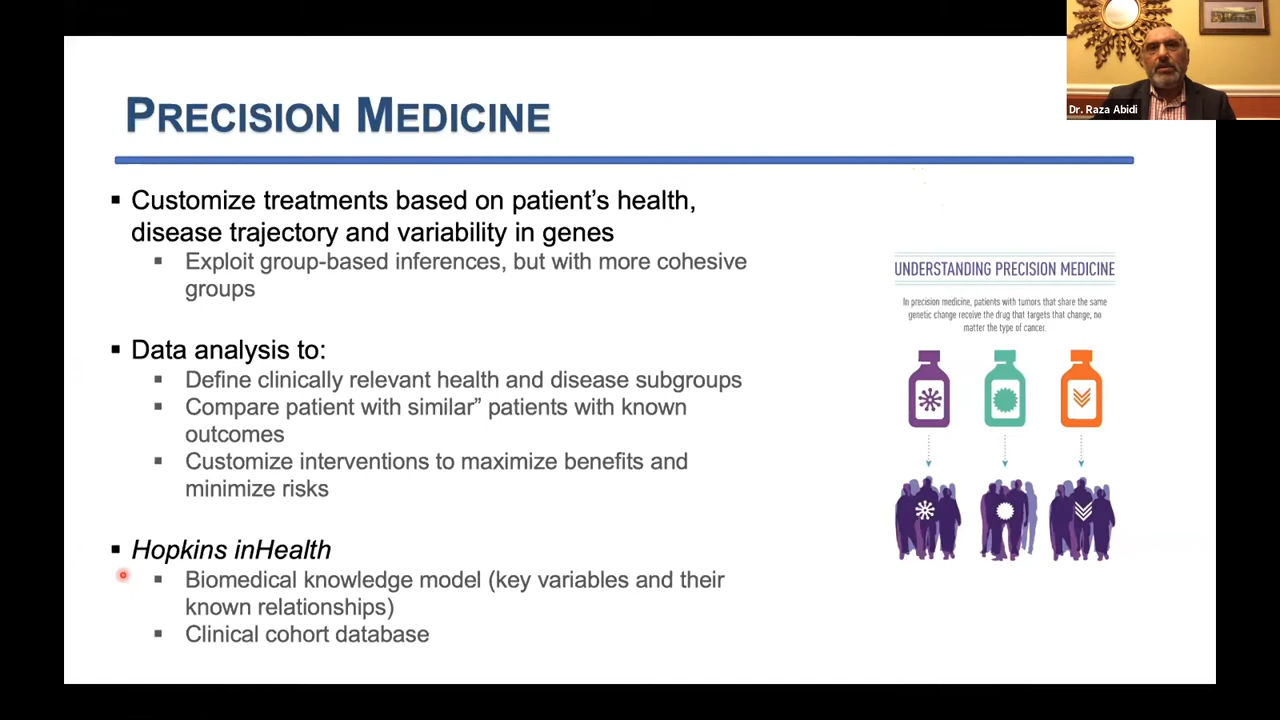 PRECISION MEDICINE
Dr. Raza Abidi
▪ Customize treatments based on patient's health,
disease trajectory and variability in genes
▪ Exploit group-based inferences, but with more cohesive
groups
▪ Data analysis to:
▪ Define clinically relevant health and disease subgroups
▪ Compare patient with similar” patients with known
outcomes
▪ Customize interventions to maximize benefits and
minimize risks
▪ Hopkins inHealth
▪ Biomedical knowledge model (key variables and their
known relationships)
▪ Clinical cohort database
UNDERSTANDING PRECISION MEDICINE
In precision medicine, patients with tumors that share the same
genetic change receive the drug that targets that change, no
matter the type of cancer.